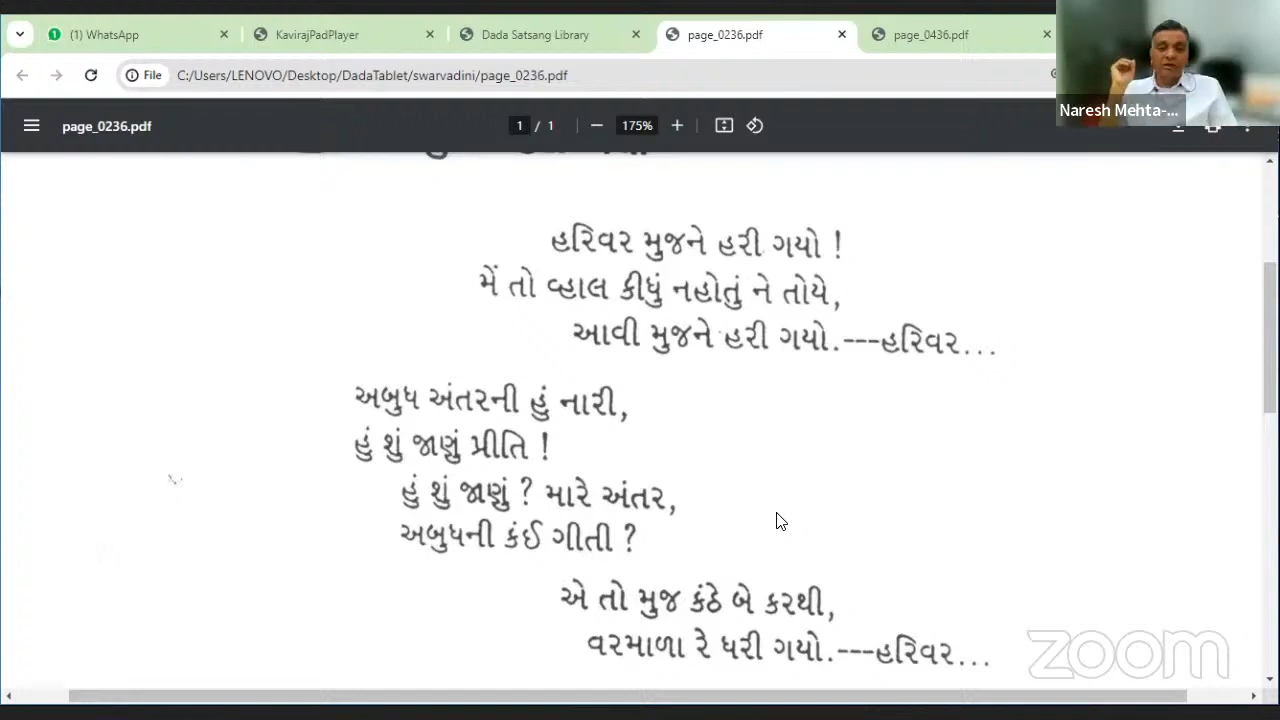 (1) WhatsApp
KavirajPadPlayer
Dada Satsang Library
page_0236.pdf
page_0436.pdf
File
C:/Users/LENOVO/Desktop/DadaTablet/swarvadini/page_0236.pdf
Naresh Mehta-...
page_0236.pdf
1 / 1
175%
હરિવર મુજને હરી ગયો !
મેં તો વ્હાલ કીધું નહોતું ને તોયે,
આવી મુજને હરી ગયો.---હરિવર...
અબુધ અંતરની હું નારી,
હું શું જાણું પ્રીતિ !
હું શું જાણું ? મારે અંતર,
અબુધની કંઈ ગીતી ?
એ તો મુજ કંઠે બે કરથી,
વરમાળા રે ધરી ગયો.---હરિવર...
zoom